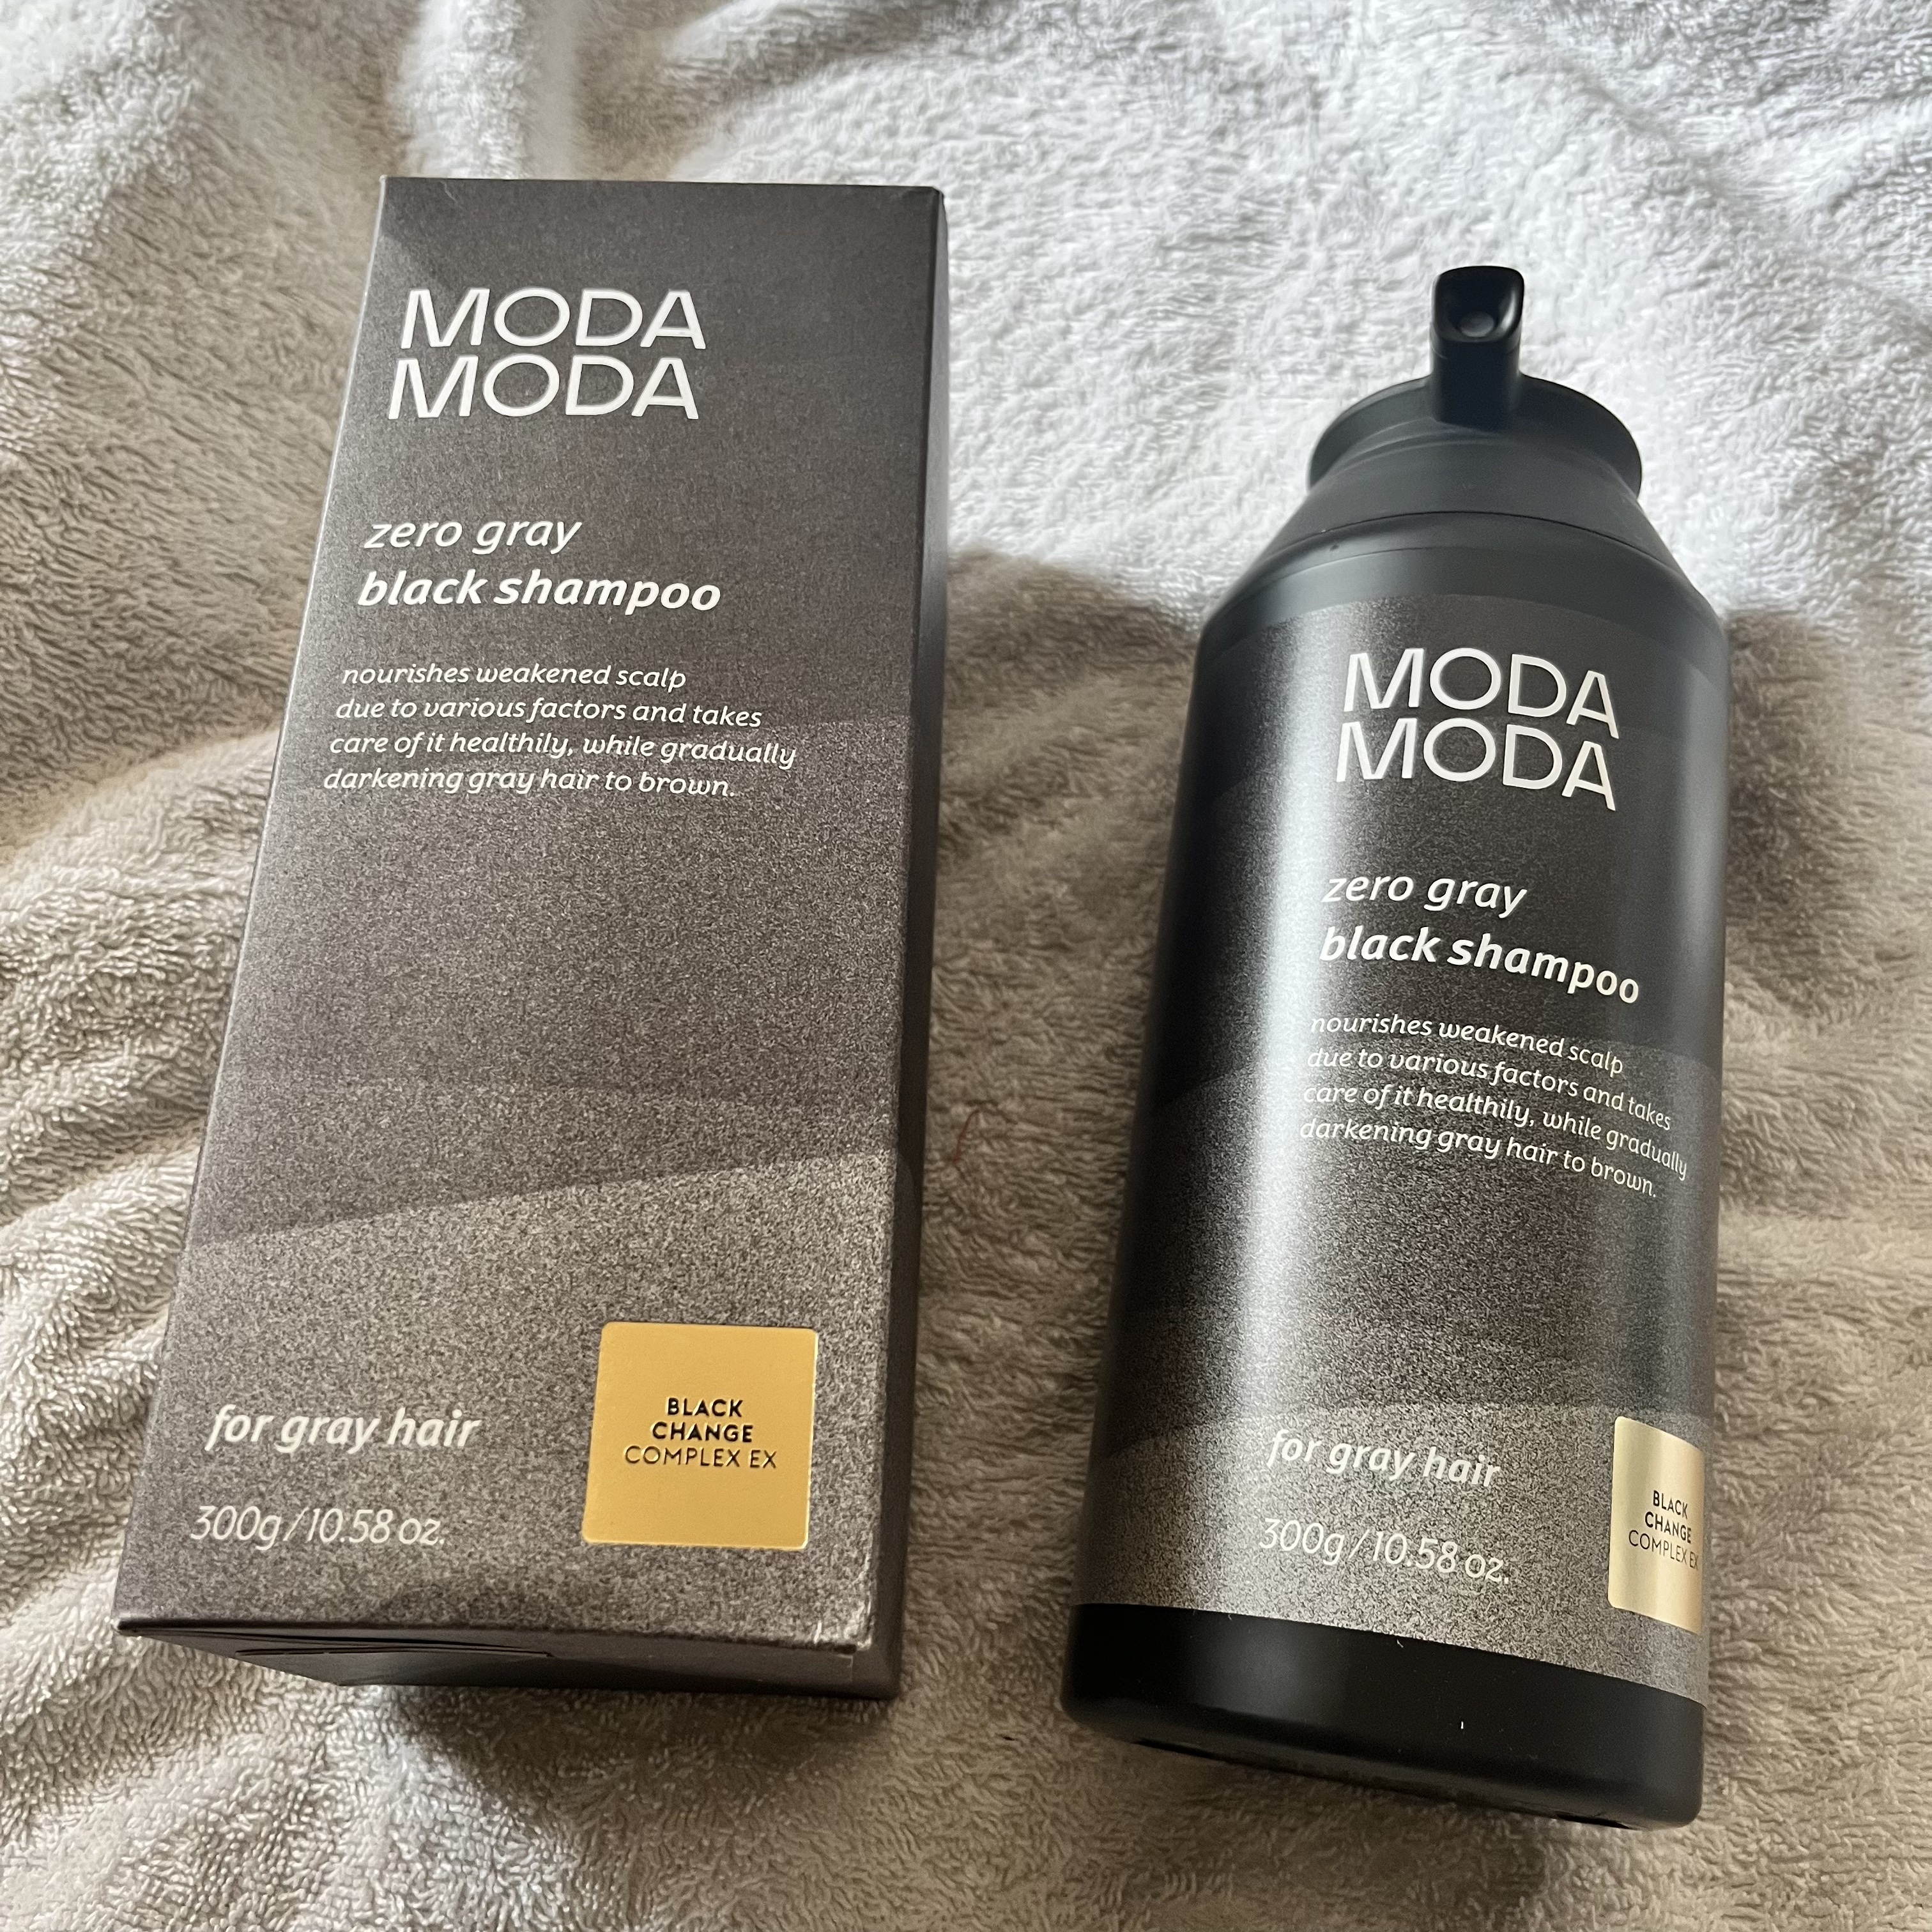 MODA
MODA
zero gray
black shampoo
nourishes weakened scalp
due to various factors and takes
care of it healthily, while gradually
darkening gray hair to brown.
for gray hair
300g/10.58 oz.
BLACK
CHANGE
COMPLEX EX
MODA
MODA
zero gray
black shampoo
nourishes weakened scalp
due to various factors and takes
care of it healthily, while gradually
darkening gray hair to brown.
for gray hair
300g/10.58 oz.
BLACK
CHANGE
COMPLEX EX